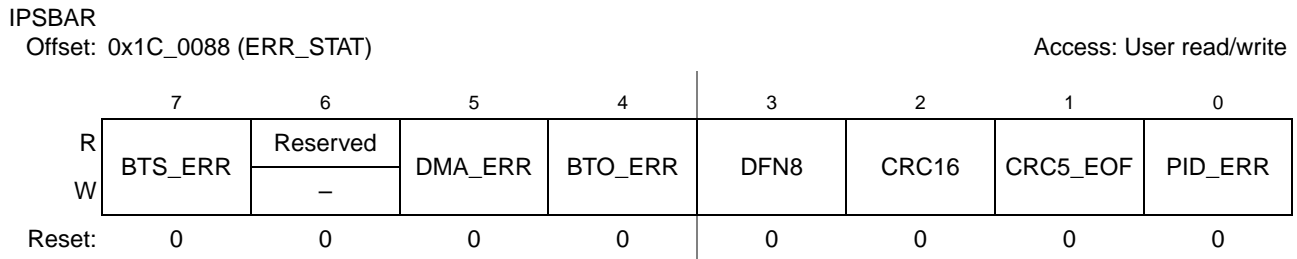 IPSBAR
Offset: 0x1C_0088 (ERR_STAT) Access: User read/write
7 6 5 4 3 2 1 0
R BTS_ERR Reserved DMA_ERR BTO_ERR DFN8 CRC16 CRC5_EOF PID_ERR
W –
Reset: 0 0 0 0 0 0 0 0